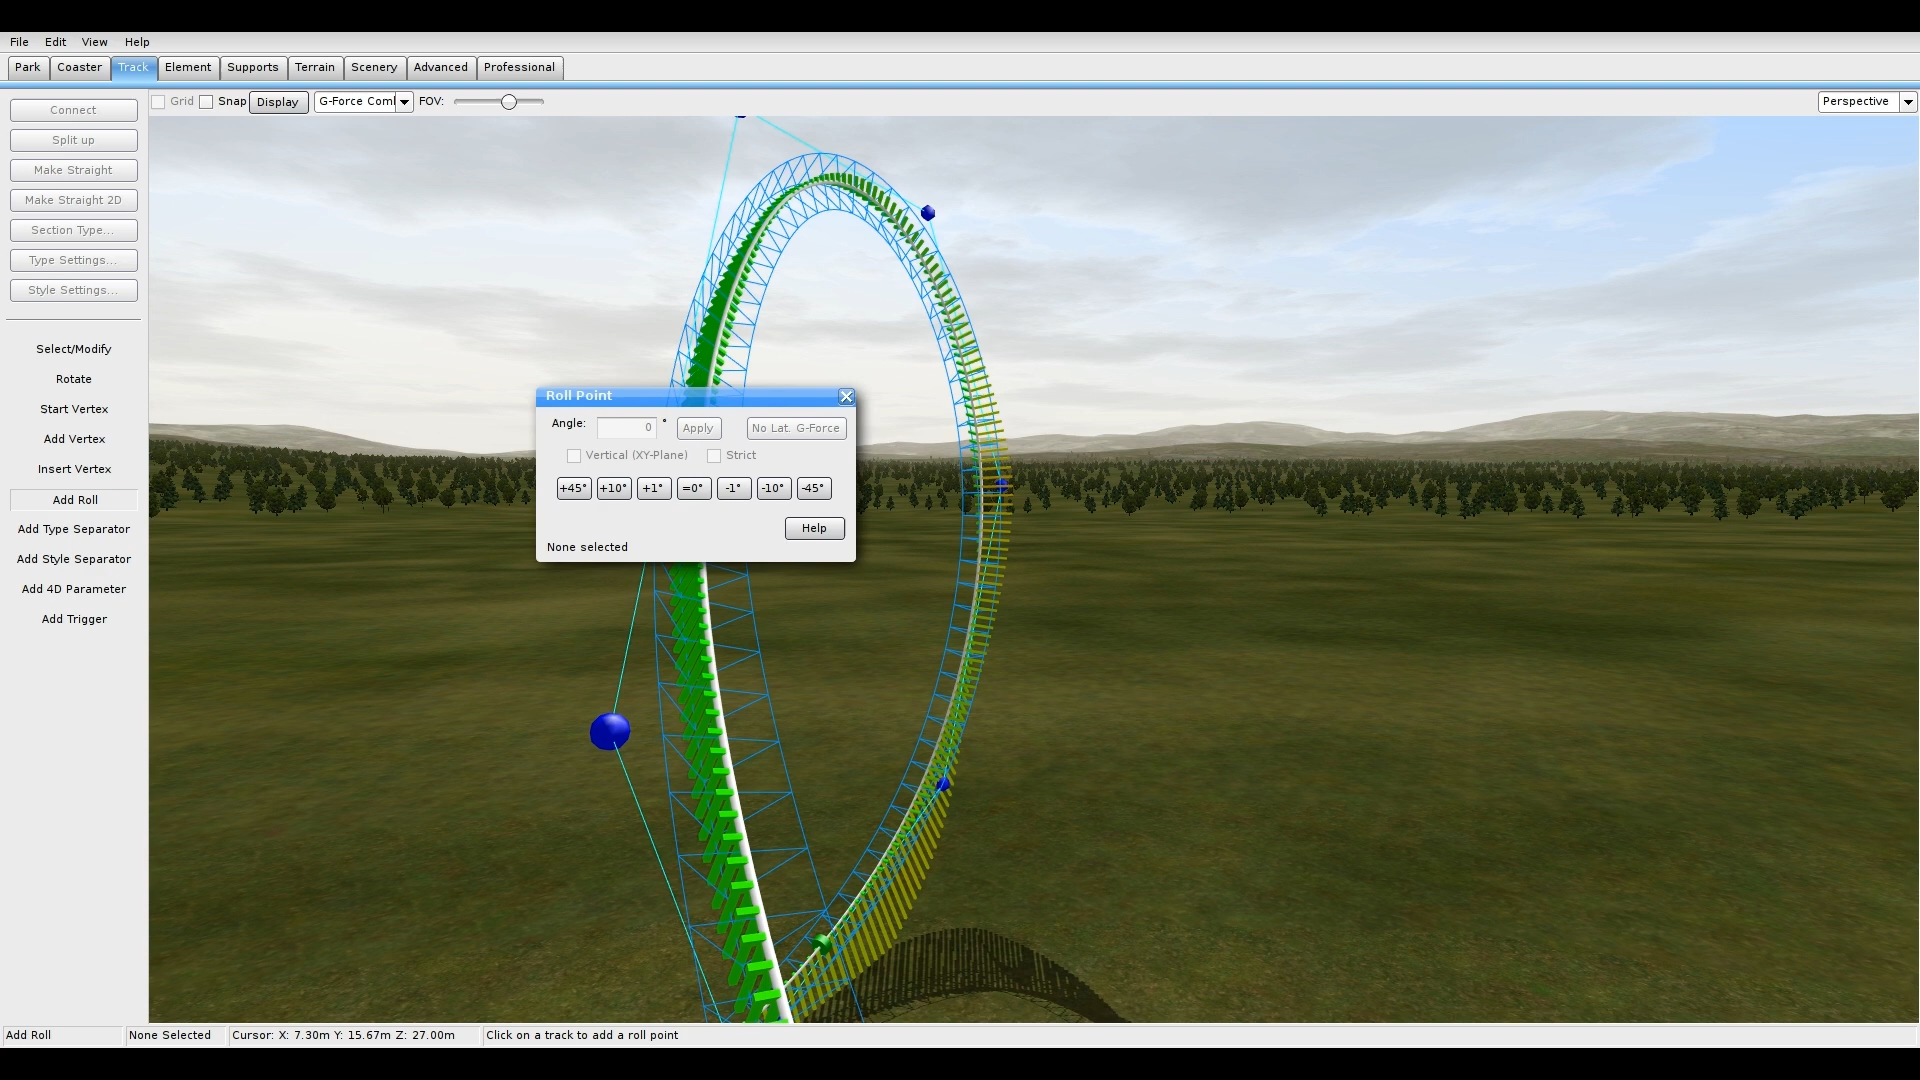 File Edit View Help
Park Coaster Track Element Supports Terrain Scenery Advanced Professional
Grid Snap Display G-Force Coml FOV: Perspective
Connect
Split up
Make Straight
Make Straight 2D
Section Type...
Type Settings...
Style Settings...
Select/Modify
Rotate
Start Vertex
Add Vertex
Insert Vertex
Add Roll
Add Type Separator
Add Style Separator
Add 4D Parameter
Add Trigger
Roll Point
Angle: 0 ° Apply No Lat. G-Force
Vertical (XY-Plane) Strict
+45° +10° +1° =0° -1° -10° -45°
Help
None selected
Add Roll None Selected Cursor: X: 7.30m Y: 15.67m Z: 27.00m Click on a track to add a roll point